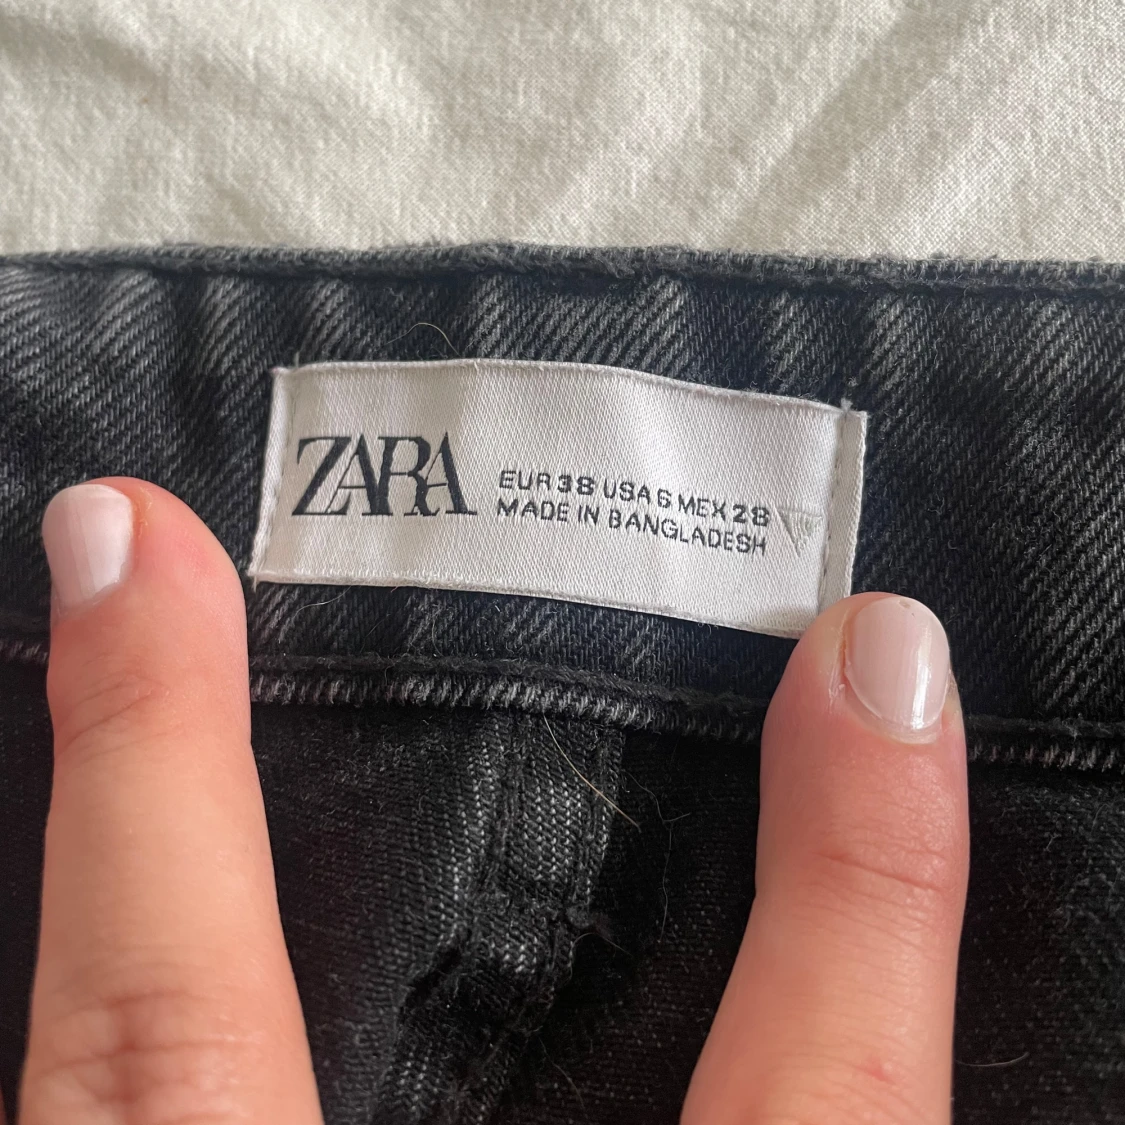 ZARA
EUR 38 USA 6 MEX 28
MADE IN BANGLADESH